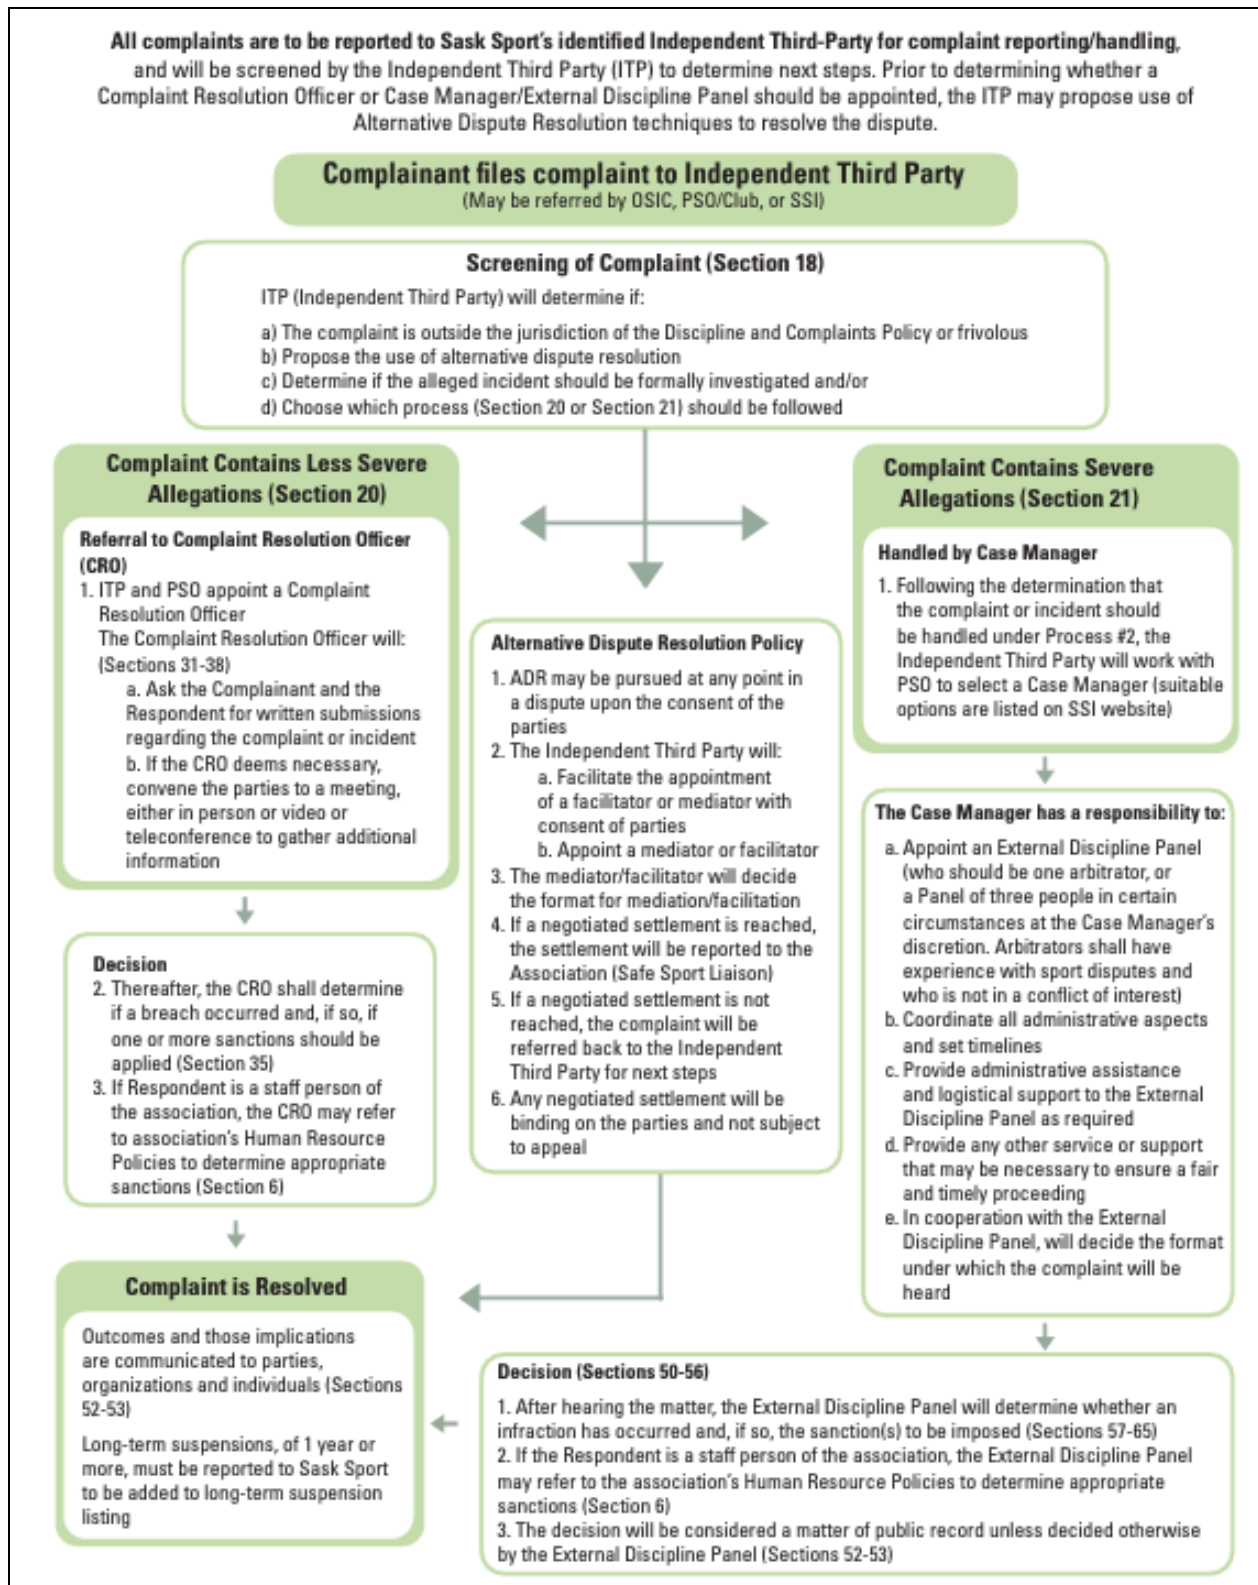 All complaints are to be reported to Sask Sport's identified Independent Third-Party for complaint reporting/handling,
and will be screened by the Independent Third Party (ITP) to determine next steps. Prior to determining whether a
Complaint Resolution Officer or Case Manager/External Discipline Panel should be appointed, the ITP may propose use of
Alternative Dispute Resolution techniques to resolve the dispute.
Complainant files complaint to Independent Third Party
(May be referred by OSIC, PSO/Club, or SSI)
Screening of Complaint (Section 18)
ITP (Independent Third Party) will determine if:
a) The complaint is outside the jurisdiction of the Discipline and Complaints Policy or frivolous
b) Propose the use of alternative dispute resolution
c) Determine if the alleged incident should be formally investigated and/or
d) Choose which process (Section 20 or Section 21) should be followed
Complaint Contains Less Severe
Allegations (Section 20)
Referral to Complaint Resolution Officer
(CRO)
1. ITP and PSO appoint a Complaint
Resolution Officer
The Complaint Resolution Officer will:
(Sections 31-38)
a. Ask the Complainant and the
Respondent for written submissions
regarding the complaint or incident
b. If the CRO deems necessary,
convene the parties to a meeting,
either in person or video or
teleconference to gather additional
information
Decision
2. Thereafter, the CRO shall determine
if a breach occurred and, if so, if
one or more sanctions should be
applied (Section 35)
3. If Respondent is a staff person of
the association, the CRO may refer
to association's Human Resource
Policies to determine appropriate
sanctions (Section 6)
Alternative Dispute Resolution Policy
1. ADR may be pursued at any point in
a dispute upon the consent of the
parties
2. The Independent Third Party will:
a. Facilitate the appointment
of a facilitator or mediator with
consent of parties
b. Appoint a mediator or facilitator
3. The mediator/facilitator will decide
the format for mediation/facilitation
4. If a negotiated settlement is reached,
the settlement will be reported to the
Association (Safe Sport Liaison)
5. If a negotiated settlement is not
reached, the complaint will be
referred back to the Independent
Third Party for next steps
6. Any negotiated settlement will be
binding on the parties and not subject
to appeal
Complaint Contains Severe
Allegations (Section 21)
Handled by Case Manager
1. Following the determination that
the complaint or incident should
be handled under Process #2, the
Independent Third Party will work with
PSO to select a Case Manager (suitable
options are listed on SSI website)
The Case Manager has a responsibility to:
a. Appoint an External Discipline Panel
(who should be one arbitrator, or
a Panel of three people in certain
circumstances at the Case Manager's
discretion. Arbitrators shall have
experience with sport disputes and
who is not in a conflict of interest)
b. Coordinate all administrative aspects
and set timelines
c. Provide administrative assistance
and logistical support to the External
Discipline Panel as required
d. Provide any other service or support
that may be necessary to ensure a fair
and timely proceeding
e. In cooperation with the External
Discipline Panel, will decide the format
under which the complaint will be
heard
Decision (Sections 50-56)
1. After hearing the matter, the External Discipline Panel will determine whether an
infraction has occurred and, if so, the sanction(s) to be imposed (Sections 57-65)
2. If the Respondent is a staff person of the association, the External Discipline Panel
may refer to the association's Human Resource Policies to determine appropriate
sanctions (Section 6)
3. The decision will be considered a matter of public record unless decided otherwise
by the External Discipline Panel (Sections 52-53)
Complaint is Resolved
Outcomes and those implications
are communicated to parties,
organizations and individuals (Sections
52-53)
Long-term suspensions, of 1 year or
more, must be reported to Sask Sport
to be added to long-term suspension
listing